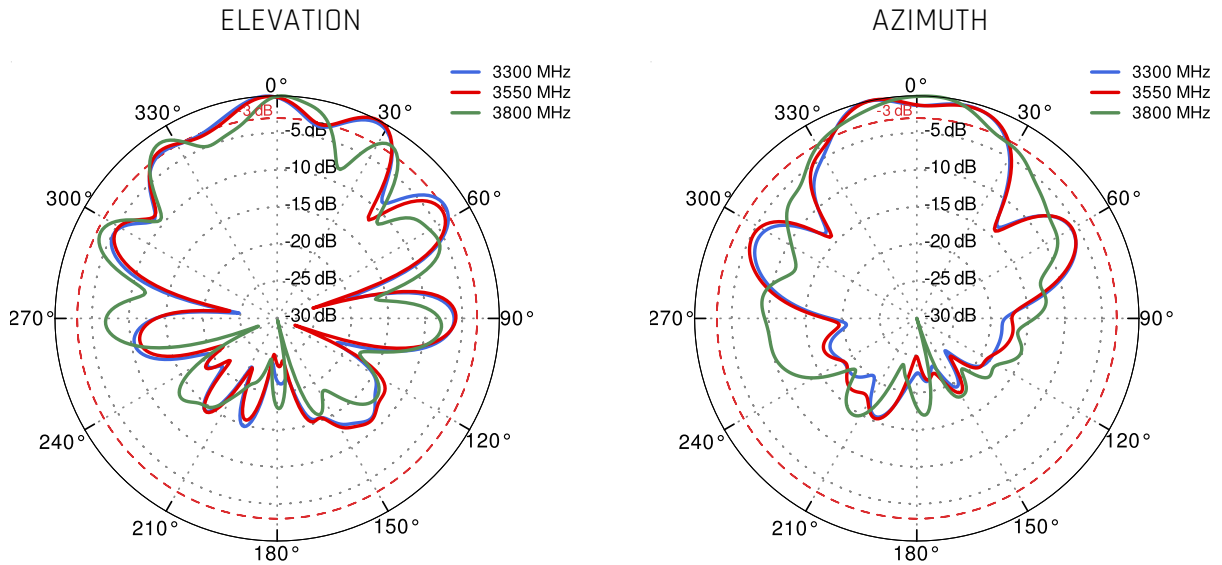 ELEVATION
3300 MHz
3550 MHz
3800 MHz
0°
330°
30°
-3 dB
-5 dB
-10 dB
300°
60°
-15 dB
-20 dB
-25 dB
270°
-30 dB
90°
240°
120°
210°
150°
180°
AZIMUTH
3300 MHz
3550 MHz
3800 MHz
0°
330°
30°
-3 dB
-5 dB
-10 dB
300°
60°
-15 dB
-20 dB
-25 dB
270°
-30 dB
90°
240°
120°
210°
150°
180°